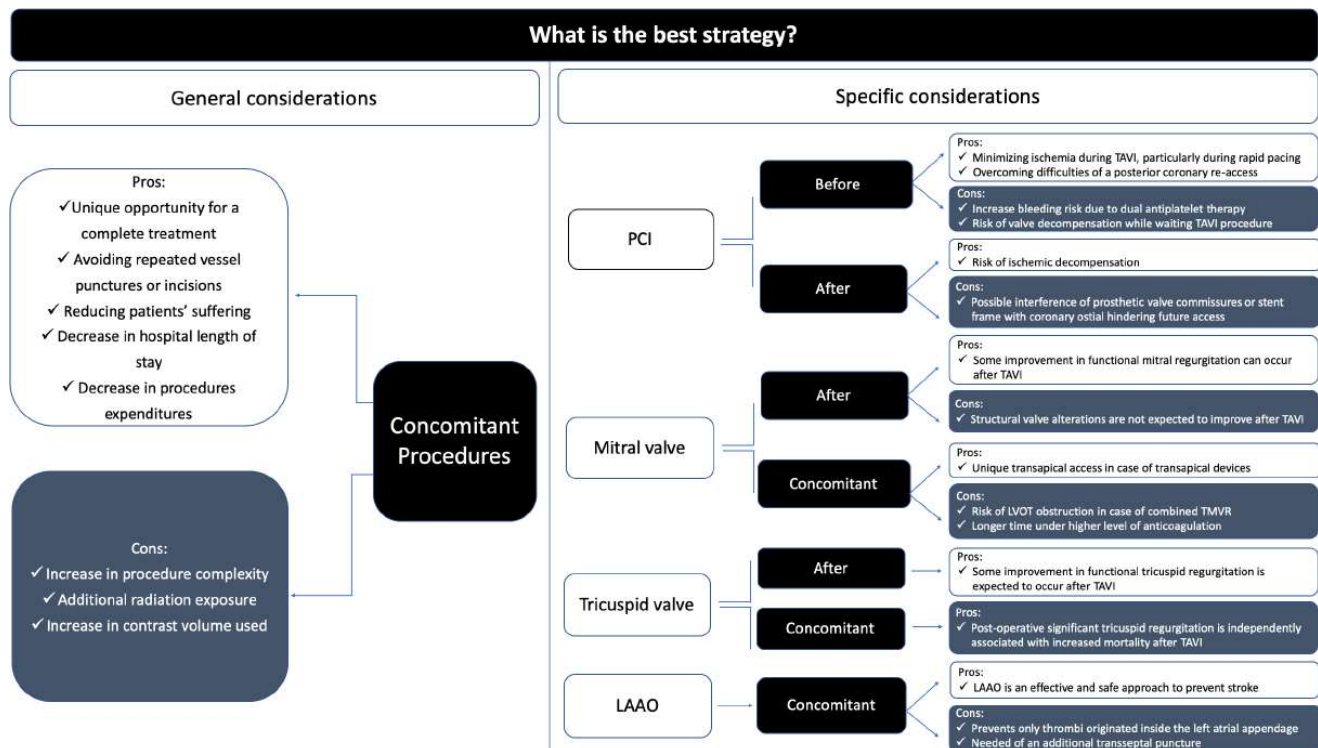 What is the best strategy?
General considerations
Pros:
✓Unique opportunity for a
complete treatment
✓ Avoiding repeated vessel
punctures or incisions
✓ Reducing patients' suffering
✓ Decrease in hospital length of
stay
✓ Decrease in procedures
expenditures
Cons:
✓ Increase in procedure complexity
✓ Additional radiation exposure
✓ Increase in contrast volume used
Concomitant
Procedures
Specific considerations
PCI
Before
Pros:
✓ Minimizing ischemia during TAVI, particularly during rapid pacing
✓ Overcoming difficulties of a posterior coronary re-access
Cons:
✓ Increase bleeding risk due to dual antiplatelet therapy
✓ Risk of valve decompensation while waiting TAVI procedure
After
Pros:
✓ Risk of ischemic decompensation
Cons:
✓ Possible interference of prosthetic valve commissures or stent
frame with coronary ostial hindering future access
Mitral valve
After
Pros:
✓ Some improvement in functional mitral regurgitation can occur
after TAVI
Cons:
✓ Structural valve alterations are not expected to improve after TAVI
Concomitant
Pros:
✓ Unique transapical access in case of transapical devices
Cons:
✓ Risk of LVOT obstruction in case of combined TMVR
✓ Longer time under higher level of anticoagulation
Tricuspid valve
After
Pros:
✓ Some improvement in functional tricuspid regurgitation is
expected to occur after TAVI
Concomitant
Pros:
✓ Post-operative significant tricuspid regurgitation is independently
associated with increased mortality after TAVI
LAAO
Concomitant
Pros:
✓ LAAO is an effective and safe approach to prevent stroke
Cons:
✓ Prevents only thrombi originated inside the left atrial appendage
✓ Needed of an additional transseptal puncture